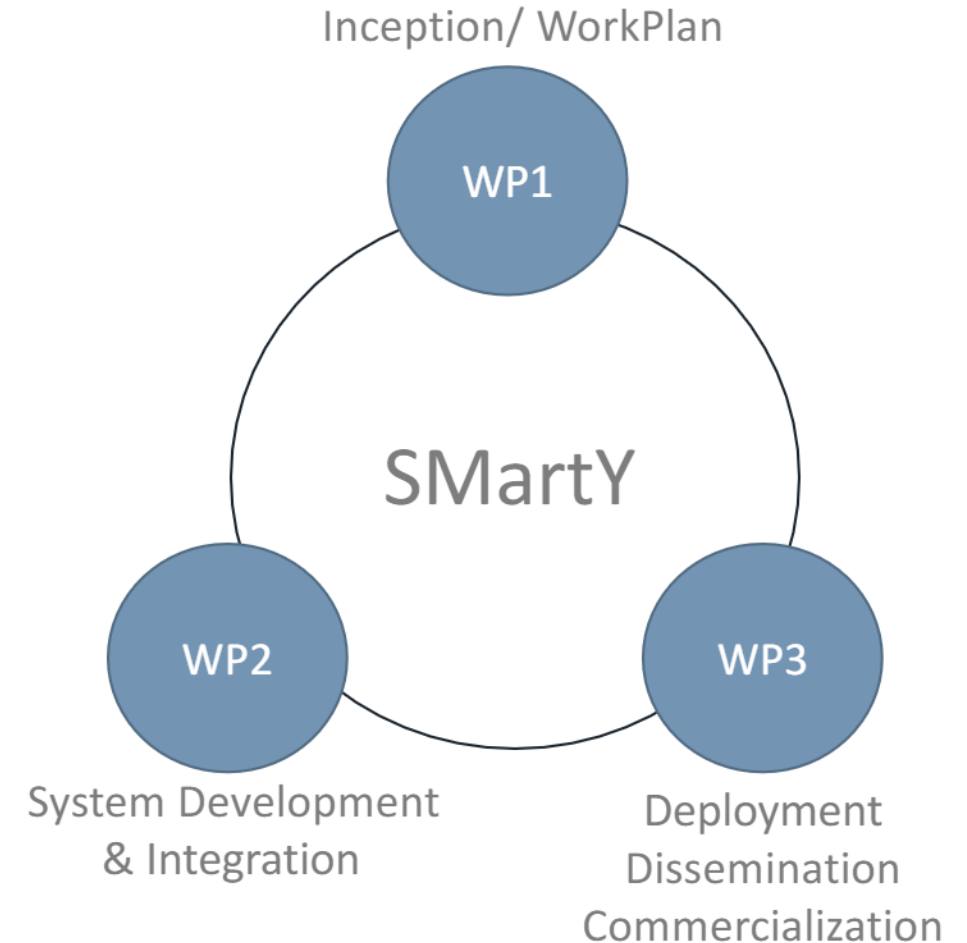 Inception/ WorkPlan
WP1
SMartY
WP2
WP3
System Development
& Integration
Deployment
Dissemination
Commercialization